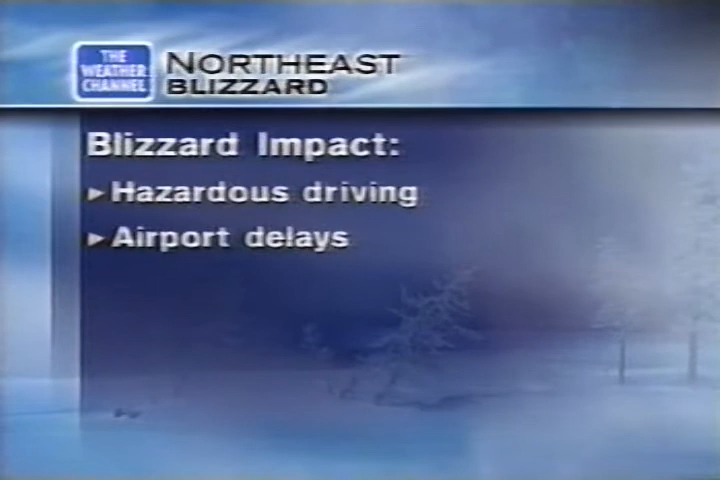 THE
WEATHER
CHANNEL
NORTHEAST
BLIZZARD
Blizzard Impact:
▸Hazardous driving
▸Airport delays